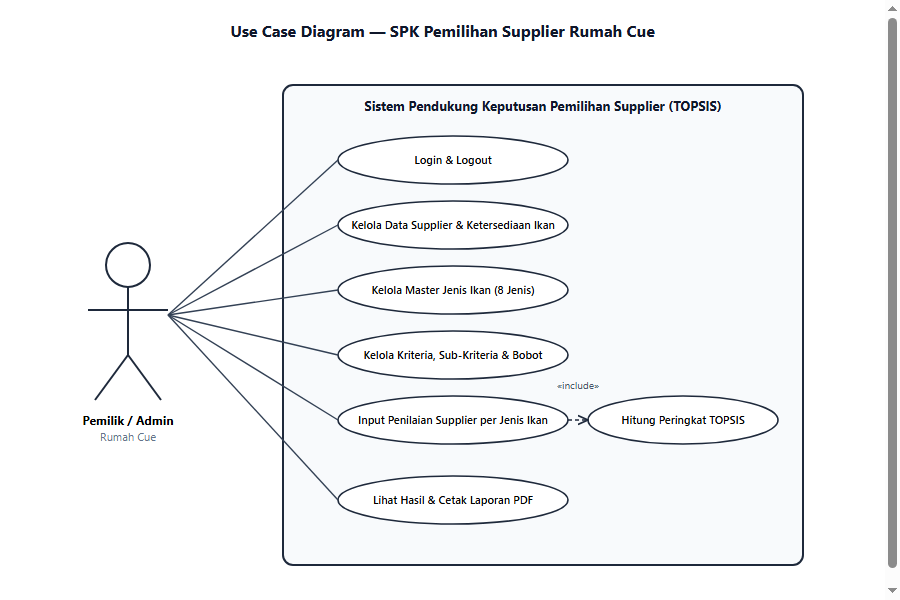 Use Case Diagram — SPK Pemilihan Supplier Rumah Cue
Sistem Pendukung Keputusan Pemilihan Supplier (TOPSIS)
Login & Logout
Kelola Data Supplier & Ketersediaan Ikan
Kelola Master Jenis Ikan (8 Jenis)
Kelola Kriteria, Sub-Kriteria & Bobot
«include»
Input Penilaian Supplier per Jenis Ikan
Hitung Peringkat TOPSIS
Pemilik / Admin
Rumah Cue
Lihat Hasil & Cetak Laporan PDF